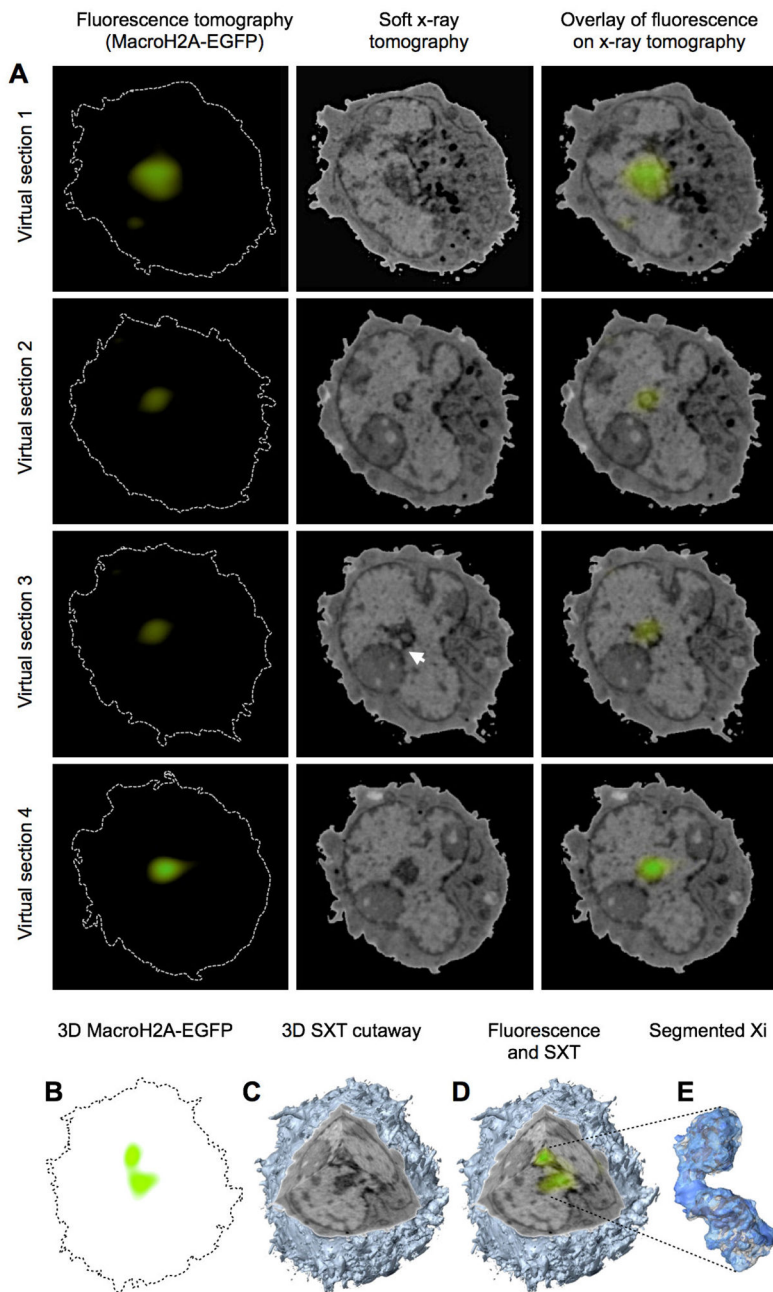 Fluorescence tomography
(MacroH2A-EGFP)
Soft x-ray
tomography
Overlay of fluorescence
on x-ray tomography
A
Virtual section 1
Virtual section 2
Virtual section 3
Virtual section 4
3D MacroH2A-EGFP
3D SXT cutaway
Fluorescence
and SXT
Segmented Xi
B
C
D
E